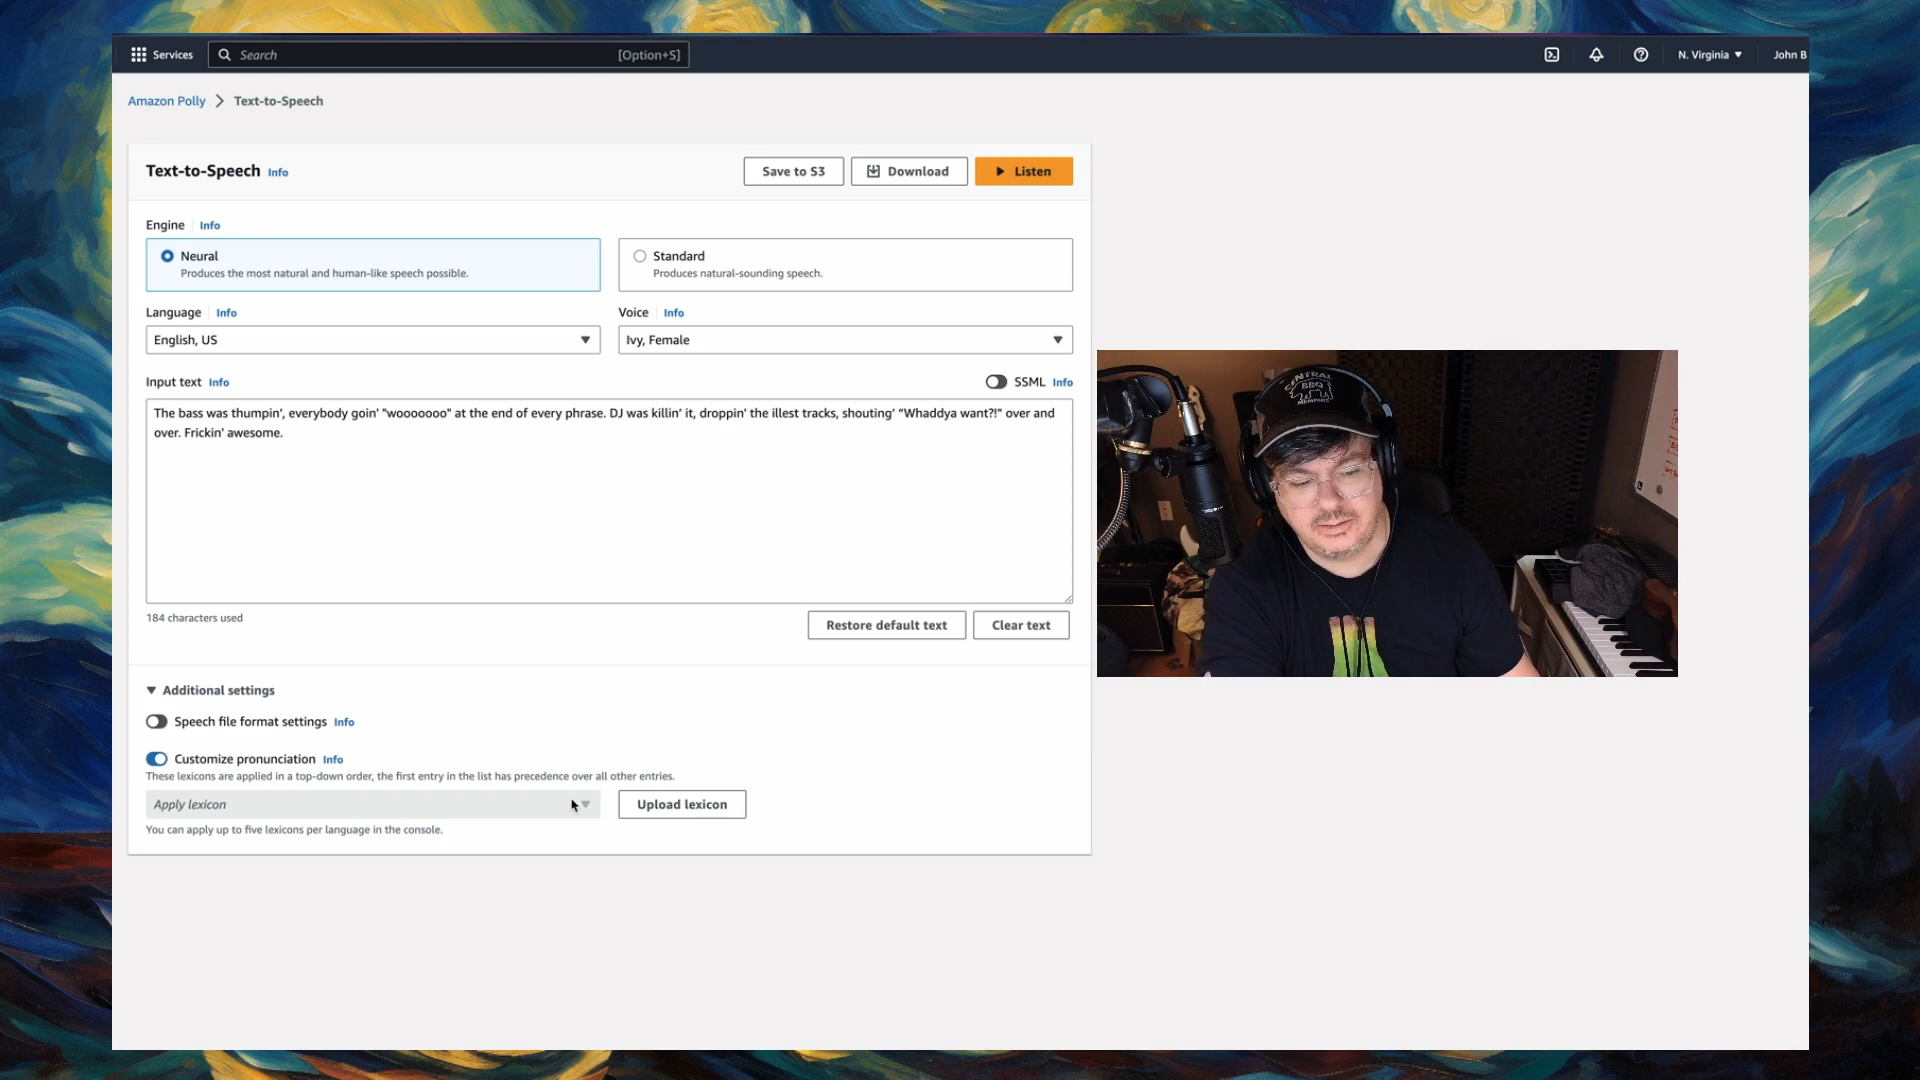 Services
Search
[Option+S]
N. Virginia
John B
Amazon Polly
Text-to-Speech
Text-to-Speech Info
Save to S3
Download
Listen
Engine Info
Neural
Produces the most natural and human-like speech possible.
Standard
Produces natural-sounding speech.
Language Info
Voice Info
English, US
Ivy, Female
Input text Info
SSML Info
The bass was thumpin', everybody goin' "wooooooo" at the end of every phrase. DJ was killin' it, droppin' the illest tracks, shouting' "Whaddya want?!" over and
over. Frickin' awesome.
184 characters used
Restore default text
Clear text
Additional settings
Speech file format settings Info
Customize pronunciation Info
These lexicons are applied in a top-down order, the first entry in the list has precedence over all other entries.
Apply lexicon
Upload lexicon
You can apply up to five lexicons per language in the console.
CENTRAL
BBQ
MEMPHIS